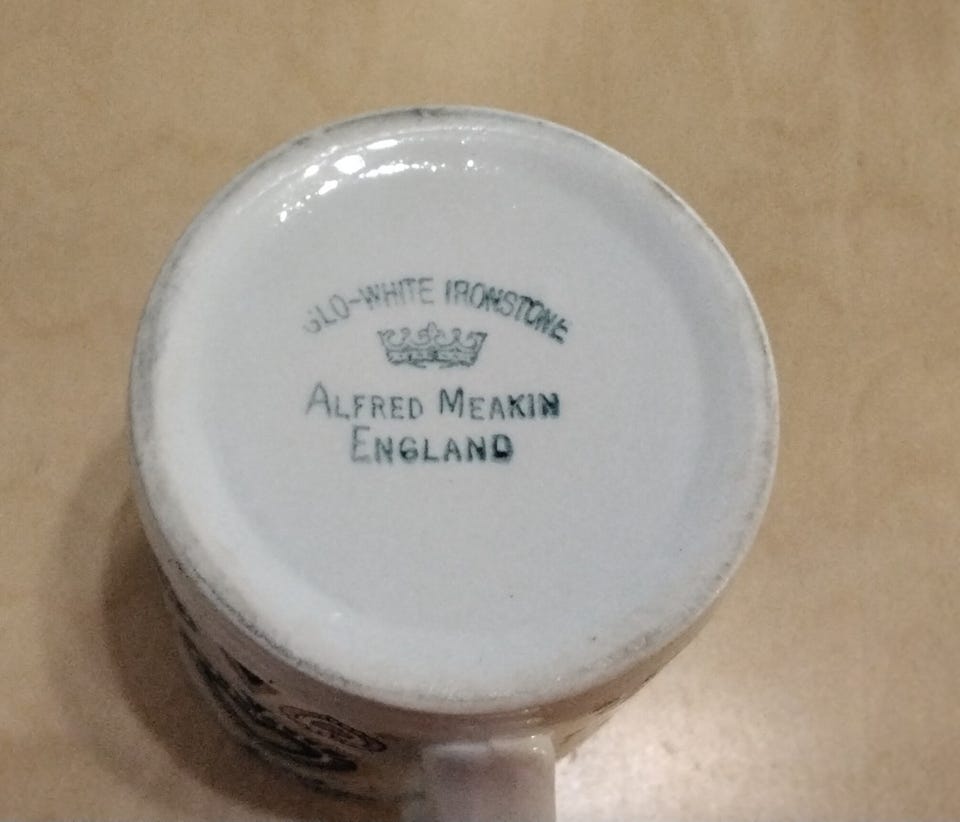 GLO-WHITE IRONSTONE
ALFRED MEAKIN
ENGLAND